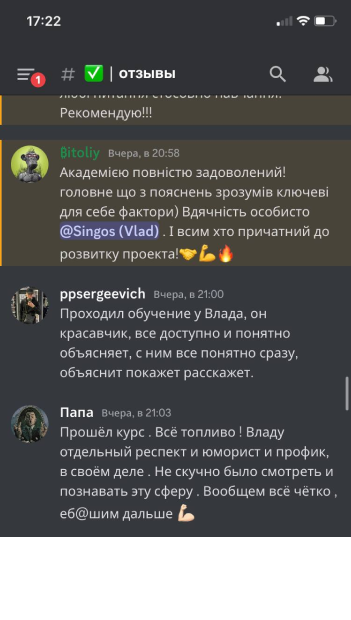 17:22
1
# ✅ | отзывы
Рекомендую!!!
Bitoliy Вчера, в 20:58
Академією повністю задоволений!
головне що з пояснень зрозумів ключеві
для себе фактори) Вдячність особисто
@Singos (Vlad) . І всим хто причатний до
розвитку проекта!🤝💪🔥
ppsergeevich Вчера, в 21:00
Проходил обучение у Влада, он
красавчик, все доступно и понятно
объясняет, с ним все понятно сразу,
объяснит покажет расскажет.
Папа Вчера, в 21:03
Прошёл курс . Всё топливо ! Владу
отдельный респект и юморист и профик,
в своём деле . Не скучно было смотреть и
познавать эту сферу . Вообщем всё чётко ,
еб@шим дальше 💪🏻